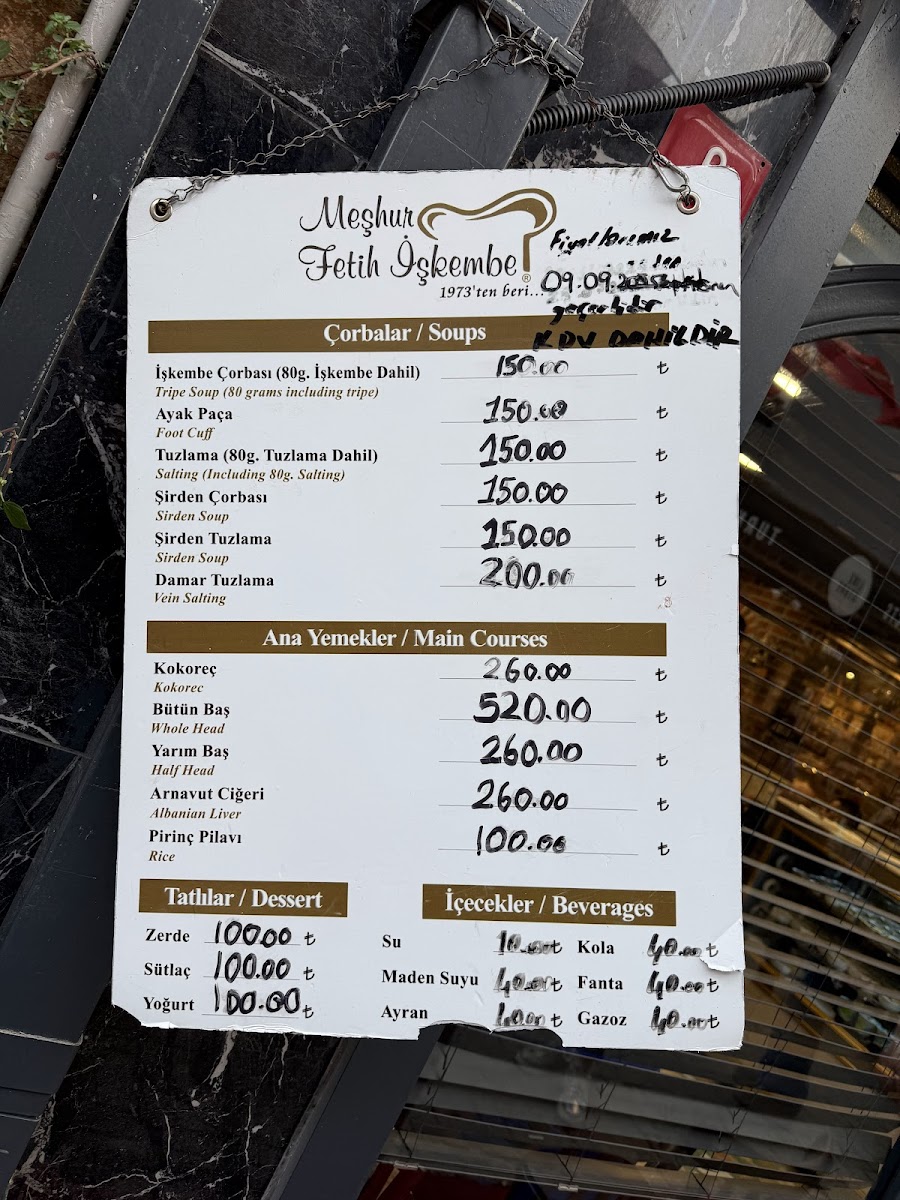 Meşhur
Fetih İşkembe®
1973'ten beri...
Fiyatlarımız
09.09.
geçerlidir
KDV DAHİLDİR
Çorbalar / Soups
İşkembe Çorbası (80g. İşkembe Dahil) 150.00 ₺
Tripe Soup (80 grams including tripe)
Ayak Paça 150.00 ₺
Foot Cuff
Tuzlama (80g. Tuzlama Dahil) 150.00 ₺
Salting (Including 80g. Salting)
Şirden Çorbası 150.00 ₺
Sirden Soup
Şirden Tuzlama 150.00 ₺
Sirden Soup
Damar Tuzlama 200.00 ₺
Vein Salting
Ana Yemekler / Main Courses
Kokoreç 260.00 ₺
Kokorec
Bütün Baş 520.00 ₺
Whole Head
Yarım Baş 260.00 ₺
Half Head
Arnavut Ciğeri 260.00 ₺
Albanian Liver
Pirinç Pilavı 100.00 ₺
Rice
Tatlılar / Dessert
Zerde 100.00 ₺
Sütlaç 100.00 ₺
Yoğurt 100.00 ₺
İçecekler / Beverages
Su 10.00 ₺ Kola 40.00 ₺
Maden Suyu 40.00 ₺ Fanta 40.00 ₺
Ayran 40.00 ₺ Gazoz 40.00 ₺